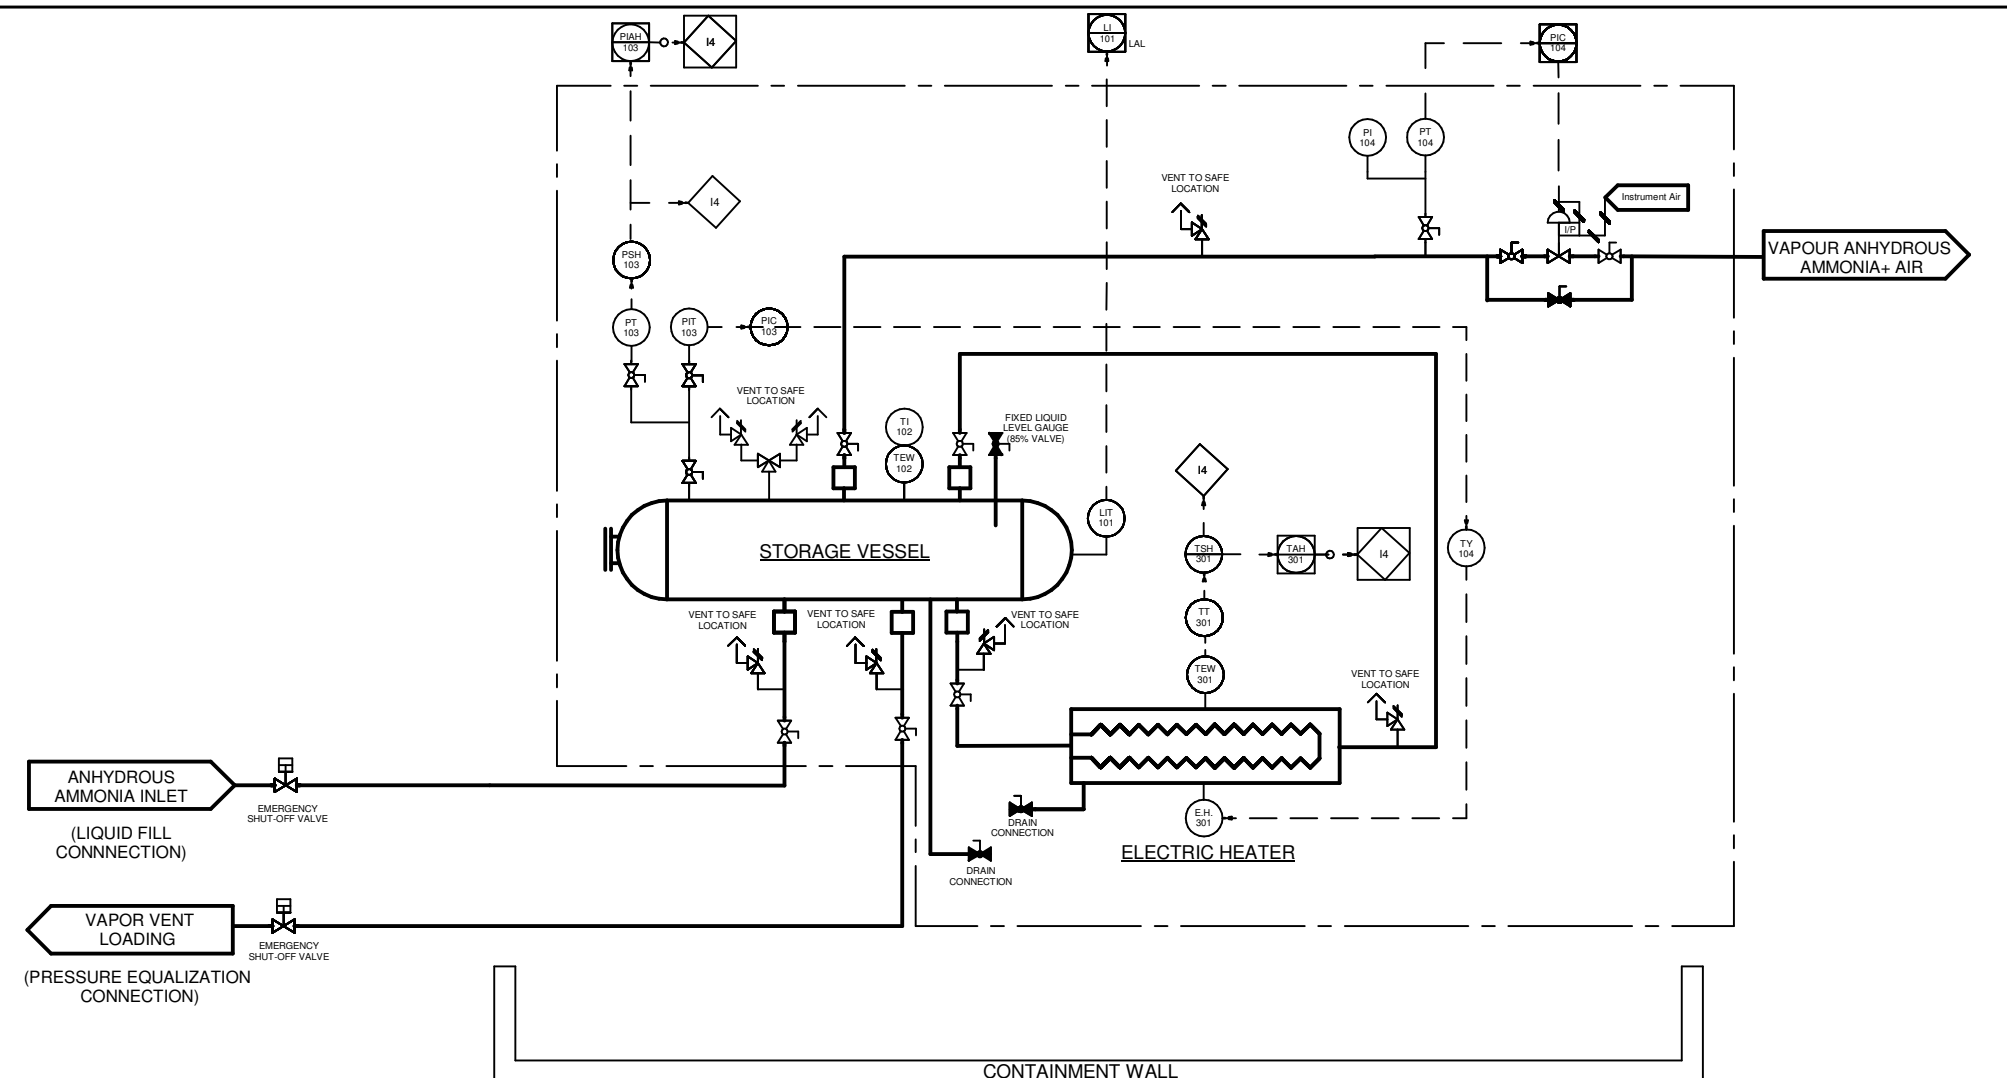 PIAH
103
I4
LI
101
LAL
PIC
104
PI
104
PT
104
VENT TO SAFE
LOCATION
I4
Instrument Air
I/P
VAPOUR ANHYDROUS
AMMONIA+ AIR
PSH
103
PT
103
PIT
103
PIC
103
VENT TO SAFE
LOCATION
TI
102
TEW
102
FIXED LIQUID
LEVEL GAUGE
(85% VALVE)
I4
LIT
101
STORAGE VESSEL
TSH
301
TAH
301
I4
TY
104
VENT TO SAFE
LOCATION
VENT TO SAFE
LOCATION
VENT TO SAFE
LOCATION
TT
301
TEW
301
VENT TO SAFE
LOCATION
ANHYDROUS
AMMONIA INLET
EMERGENCY
SHUT-OFF VALVE
(LIQUID FILL
CONNNECTION)
DRAIN
CONNECTION
E.H.
301
ELECTRIC HEATER
DRAIN
CONNECTION
VAPOR VENT
LOADING
EMERGENCY
SHUT-OFF VALVE
(PRESSURE EQUALIZATION
CONNECTION)
CONTAINMENT WALL